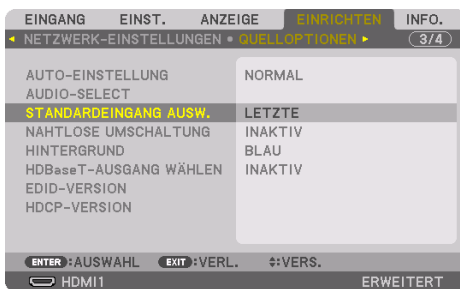 EINGANG EINST. ANZEIGE EINRICHTEN INFO.
NETZWERK-EINSTELLUNGEN • QUELLOPTIONEN 3/4
AUTO-EINSTELLUNG NORMAL
AUDIO-SELECT
STANDARDEINGANG AUSW. LETZTE
NAHTLOSE UMSCHALTUNG INAKTIV
HINTERGRUND BLAU
HDBaseT-AUSGANG WÄHLEN INAKTIV
EDID-VERSION
HDCP-VERSION
ENTER:AUSWAHL EXIT:VERL. :VERS.
HDMI1 ERWEITERT